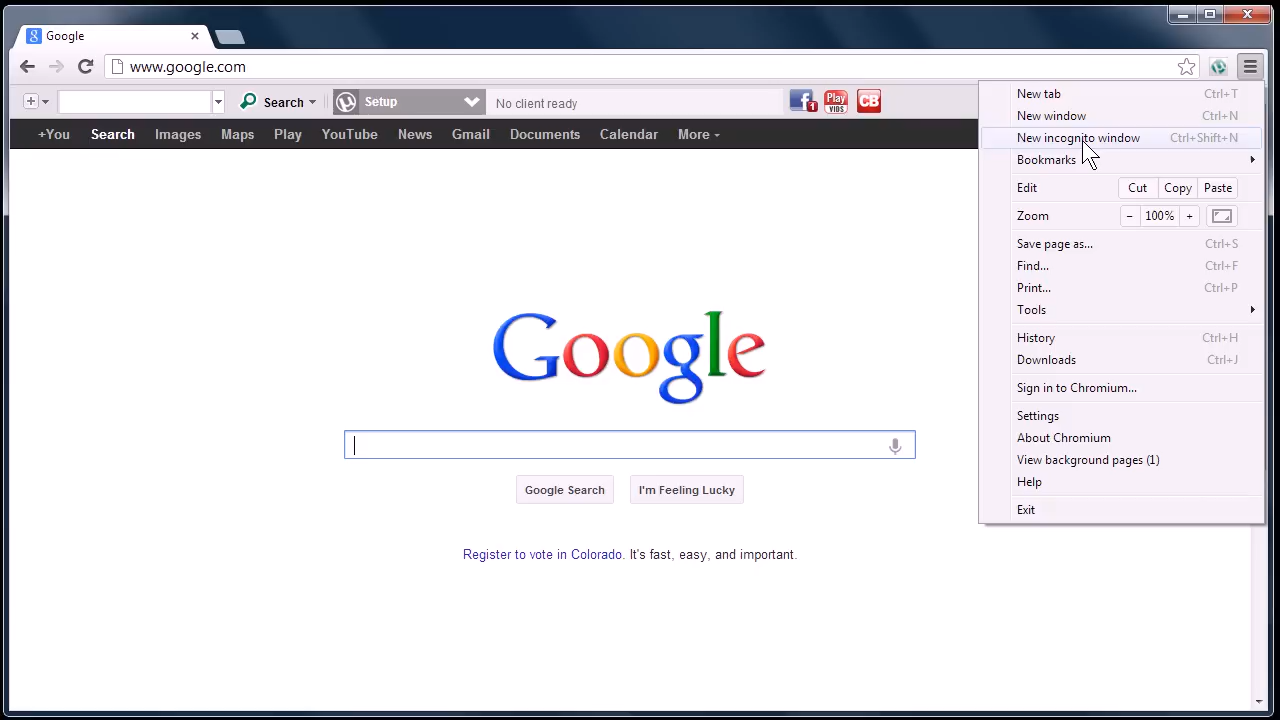 Google
www.google.com
Search
Setup
No client ready
1
Play VIDS
CB
+You Search Images Maps Play YouTube News Gmail Documents Calendar More
New tab Ctrl+T
New window Ctrl+N
New incognito window Ctrl+Shift+N
Bookmarks
Edit Cut Copy Paste
Zoom − 100% +
Save page as... Ctrl+S
Find... Ctrl+F
Print... Ctrl+P
Tools
History Ctrl+H
Downloads Ctrl+J
Sign in to Chromium...
Settings
About Chromium
View background pages (1)
Help
Exit
Google
Google Search I'm Feeling Lucky
Register to vote in Colorado. It's fast, easy, and important.